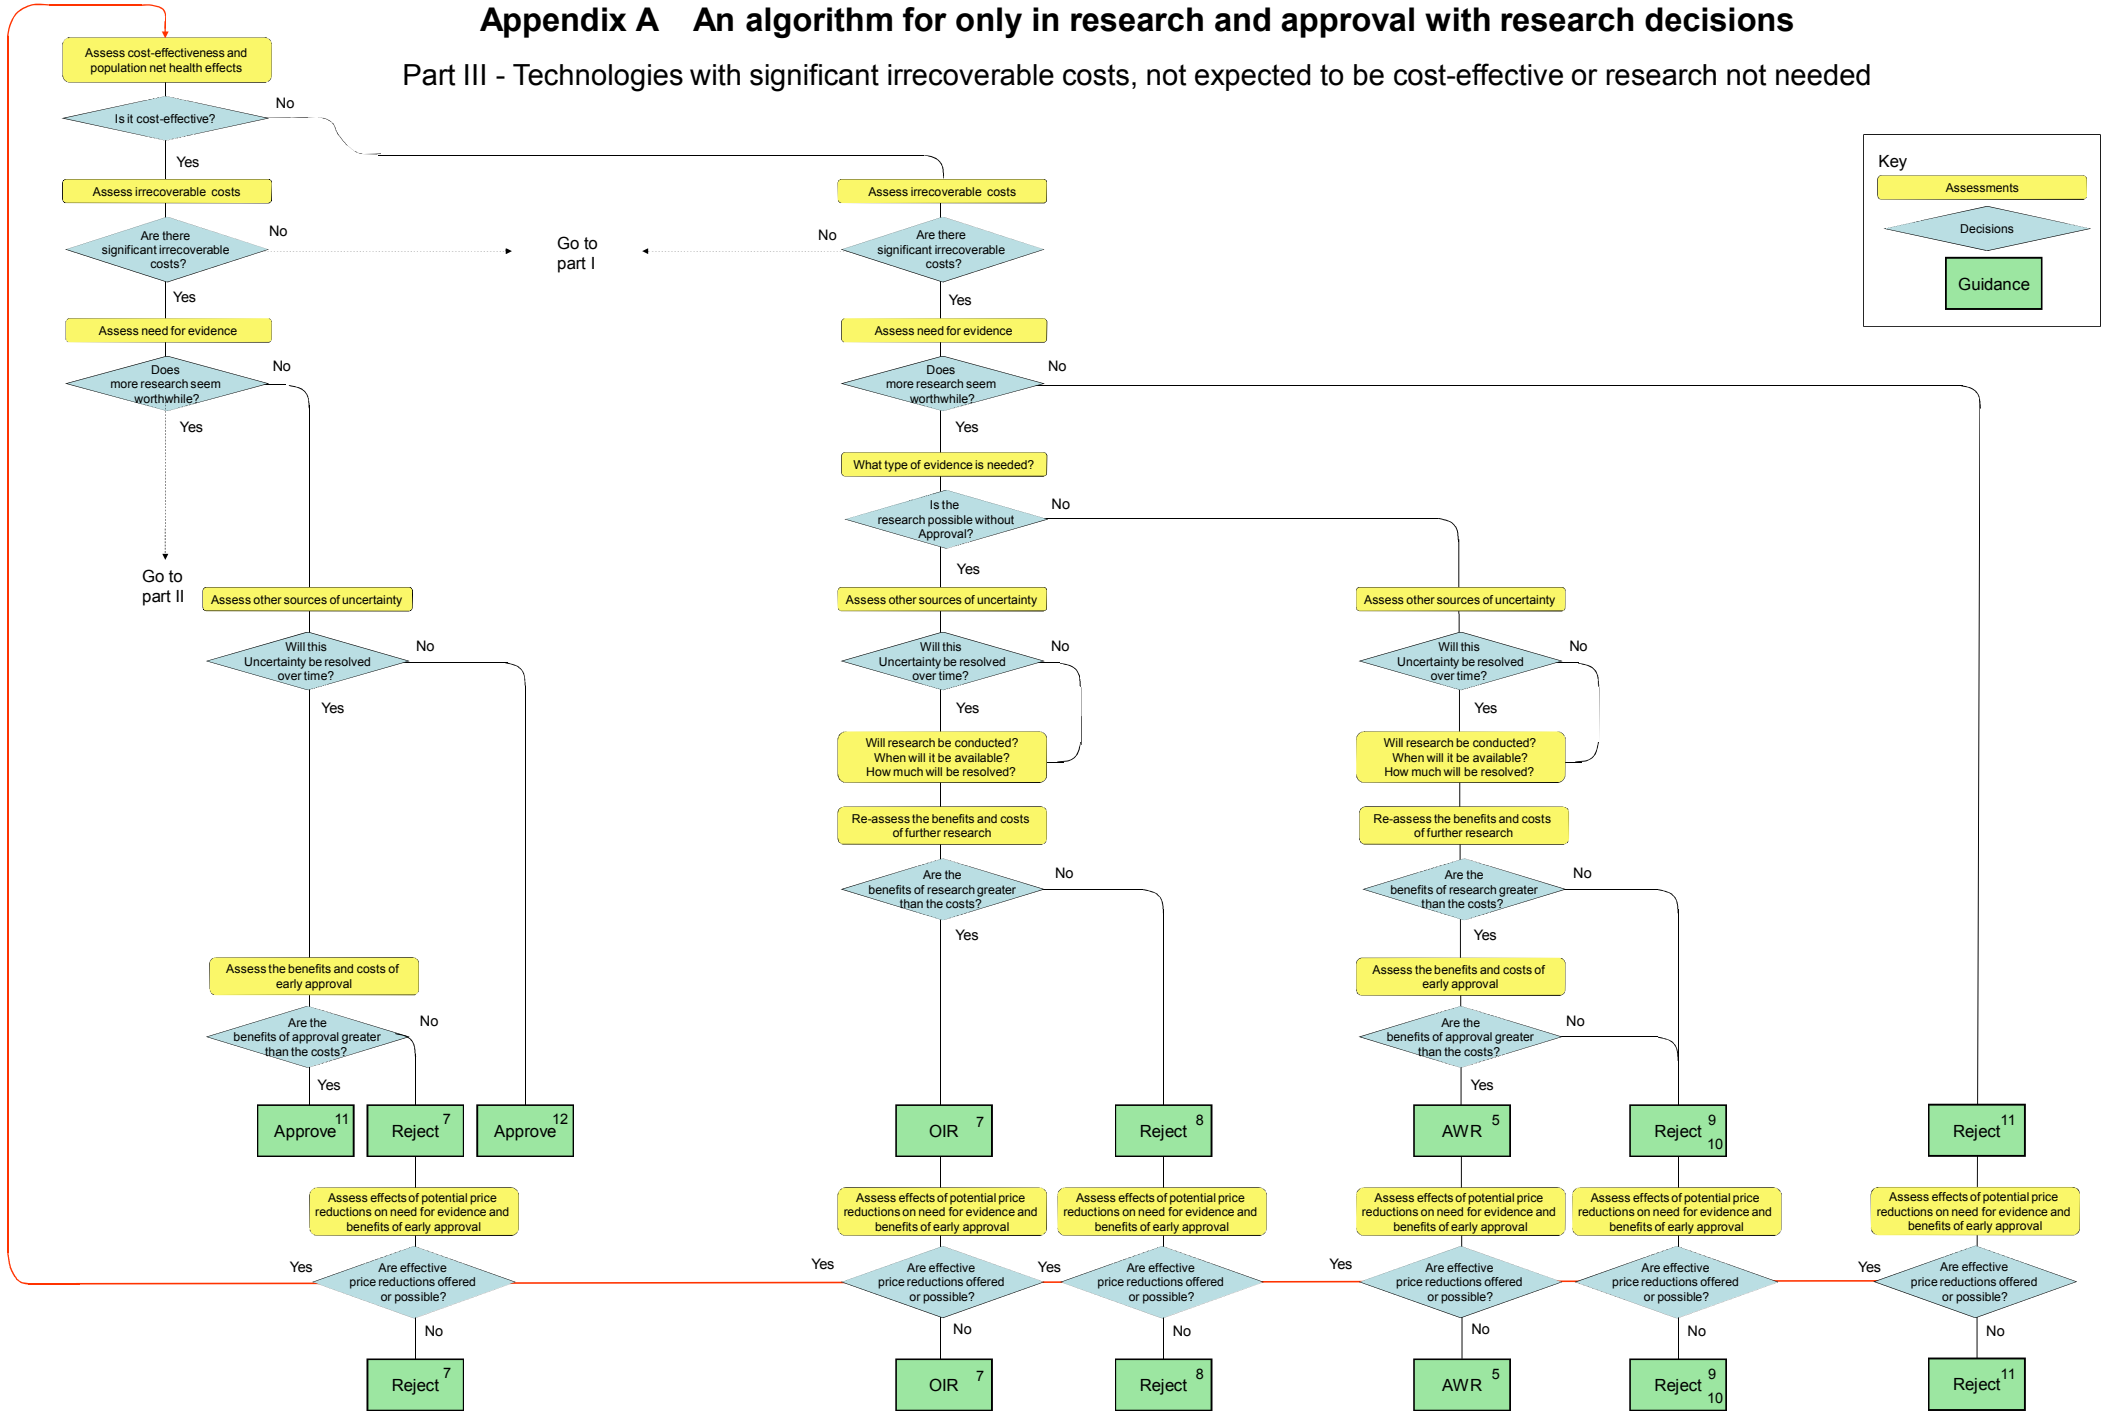 Appendix A An algorithm for only in research and approval with research decisions
Part III - Technologies with significant irrecoverable costs, not expected to be cost-effective or research not needed
Assess cost-effectiveness and
population net health effects
No
Is it cost-effective?
Yes
Key
Assessments
Decisions
Guidance
Assess irrecoverable costs
Are there
significant irrecoverable
costs?
No
Go to
part I
Yes
Assess need for evidence
Does
more research seem
worthwhile?
No
Yes
Go to
part II
Assess other sources of uncertainty
Will this
Uncertainty be resolved
over time?
No
Yes
Assess the benefits and costs of
early approval
Are the
benefits of approval greater
than the costs?
No
Yes
Approve 11
Reject 7
Approve 12
Assess effects of potential price
reductions on need for evidence and
benefits of early approval
Yes
Are effective
price reductions offered
or possible?
No
Reject 7
Assess irrecoverable costs
No
Are there
significant irrecoverable
costs?
Yes
Assess need for evidence
Does
more research seem
worthwhile?
No
Yes
What type of evidence is needed?
Is the
research possible without
Approval?
No
Yes
Assess other sources of uncertainty
Will this
Uncertainty be resolved
over time?
No
Yes
Will research be conducted?
When will it be available?
How much will be resolved?
Re-assess the benefits and costs
of further research
Are the
benefits of research greater
than the costs?
No
Yes
OIR 7
Reject 8
Assess effects of potential price
reductions on need for evidence and
benefits of early approval
Yes
Are effective
price reductions offered
or possible?
No
OIR 7
Assess effects of potential price
reductions on need for evidence and
benefits of early approval
Yes
Are effective
price reductions offered
or possible?
No
Reject 8
Assess other sources of uncertainty
Will this
Uncertainty be resolved
over time?
No
Yes
Will research be conducted?
When will it be available?
How much will be resolved?
Re-assess the benefits and costs
of further research
Are the
benefits of research greater
than the costs?
No
Yes
Assess the benefits and costs of
early approval
Are the
benefits of approval greater
than the costs?
No
Yes
AWR 5
Reject 9
10
Assess effects of potential price
reductions on need for evidence and
benefits of early approval
Yes
Are effective
price reductions offered
or possible?
No
AWR 5
Assess effects of potential price
reductions on need for evidence and
benefits of early approval
Are effective
price reductions offered
or possible?
No
Reject 9
10
Reject 11
Assess effects of potential price
reductions on need for evidence and
benefits of early approval
Yes
Are effective
price reductions offered
or possible?
No
Reject 11